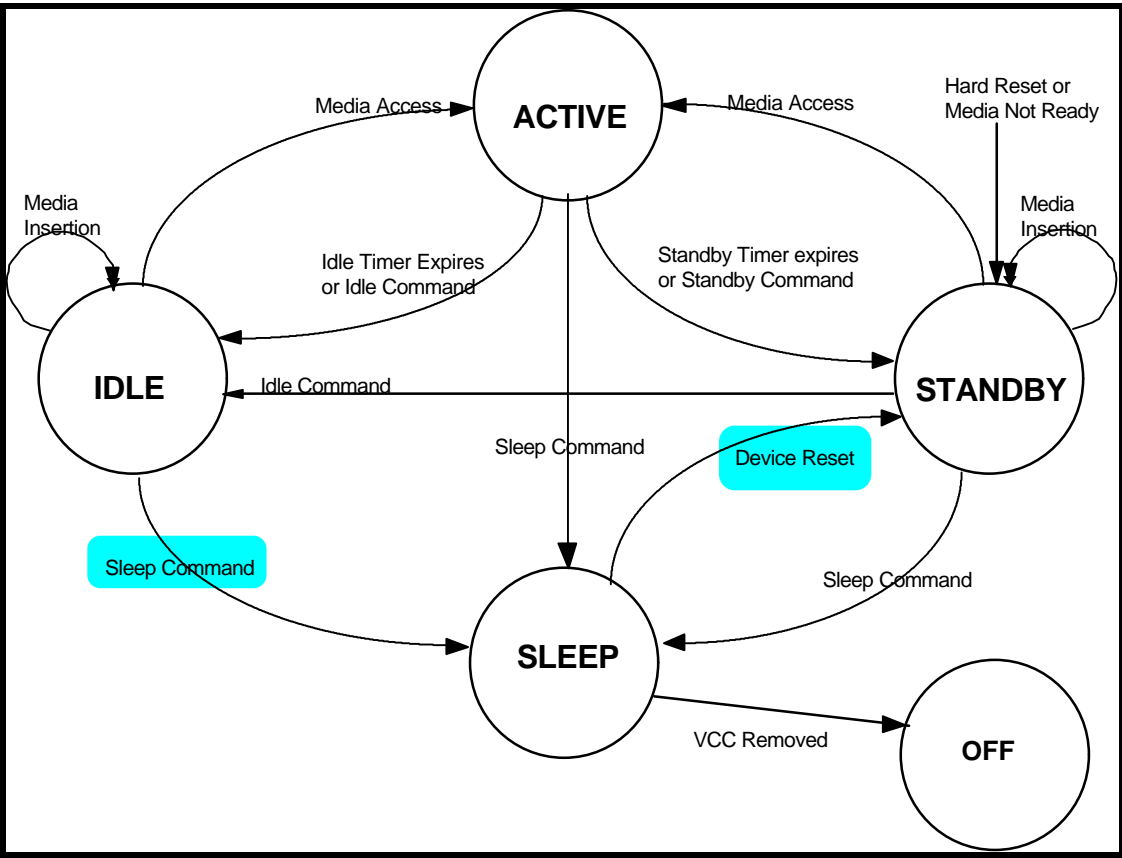 Hard Reset or
Media Not Ready
Media Access
ACTIVE
Media Access
Media
Insertion
Media
Insertion
Idle Timer Expires
or Idle Command
Standby Timer expires
or Standby Command
IDLE
Idle Command
STANDBY
Sleep Command
Device Reset
Sleep Command
Sleep Command
SLEEP
VCC Removed
OFF